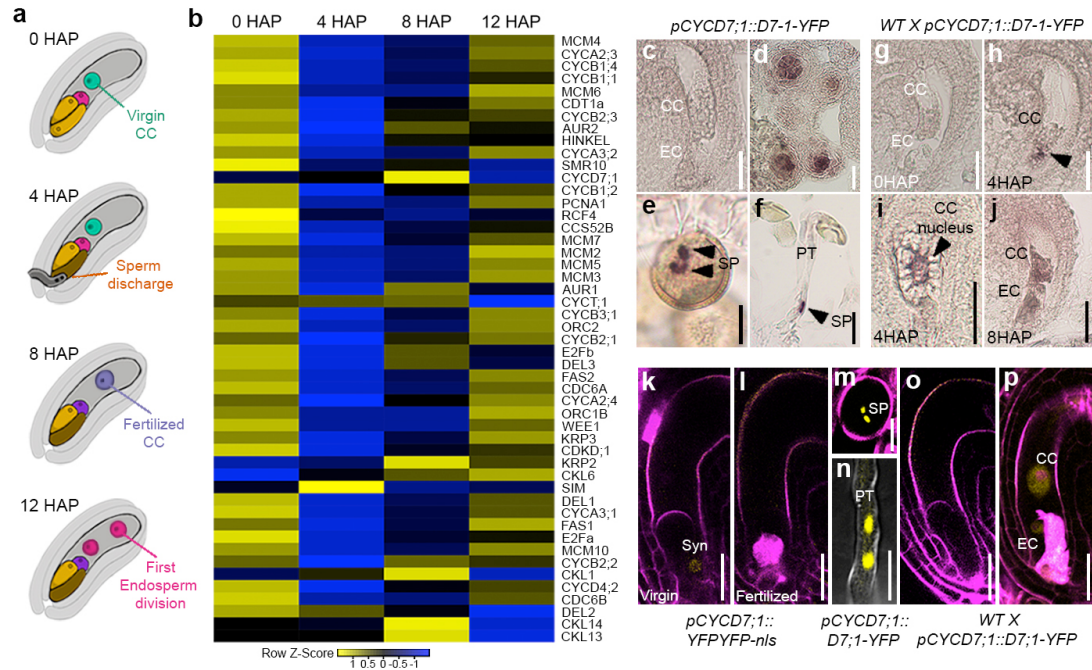 a
0 HAP
Virgin
CC
4 HAP
Sperm
discharge
8 HAP
Fertilized
CC
12 HAP
First
Endosperm
division
b
0 HAP 4 HAP 8 HAP 12 HAP
MCM4
CYCA2;3
CYCB1;4
CYCB1;1
MCM6
CDT1a
CYCB2;3
AUR2
HINKEL
CYCA3;2
SMR10
CYCD7;1
CYCB1;2
PCNA1
RCF4
CCS52B
MCM7
MCM2
MCM5
MCM3
AUR1
CYCT;1
CYCB3;1
ORC2
CYCB2;1
E2Fb
DEL3
FAS2
CDC6A
CYCA2;4
ORC1B
WEE1
KRP3
CDKD;1
KRP2
CKL6
SIM
DEL1
CYCA3;1
FAS1
E2Fa
MCM10
CYCB2;2
CKL1
CYCD4;2
CDC6B
DEL2
CKL14
CKL13
Row Z-Score
1 0.5 0 -0.5 -1
pCYCD7;1::D7-1-YFP
WT X pCYCD7;1::D7-1-YFP
c
CC
EC
d
g
CC
EC
0HAP
h
CC
4HAP
e
SP
f
PT
SP
i
CC
nucleus
4HAP
j
CC
EC
8HAP
k
Syn
Virgin
l
Fertilized
m
SP
n
PT
o
p
CC
EC
pCYCD7;1::
YFPYFP-nls
pCYCD7;1::
D7;1-YFP
WT X
pCYCD7;1::D7;1-YFP